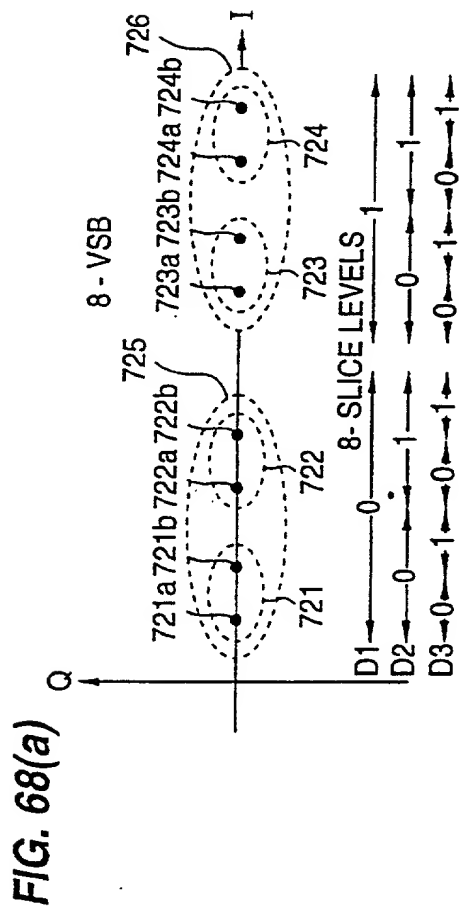 FIG. 68(a)
Q
8 - VSB
725
726
721a 721b 722a 722b
723a 723b 724a 724b
I
721
722
723
724
8- SLICE LEVELS
D1 0 1
D2 0 1 0 1
D3 0 1 0 1 0 1 0 1